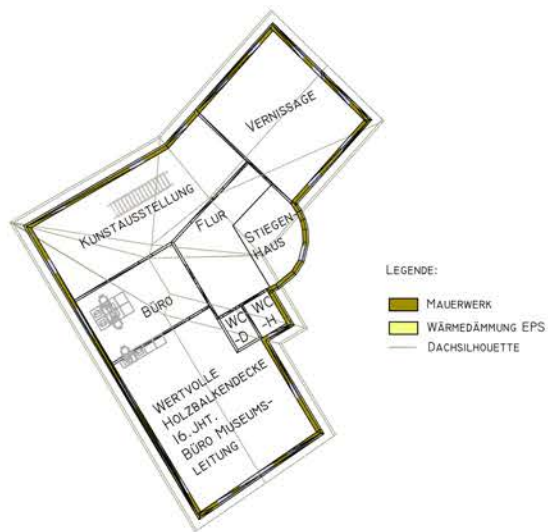 VERNISSAGE
KUNSTAUSSTELLUNG
FLUR
STIEGEN-
HAUS
BÜRO
WC
-D
WC
-H
WERTVOLLE
HOLZBALKENDECKE
16. JHT.
BÜRO MUSEUMS-
LEITUNG
LEGENDE:
MAUERWERK
WÄRMEDÄMMUNG EPS
DACHSILHOUETTE